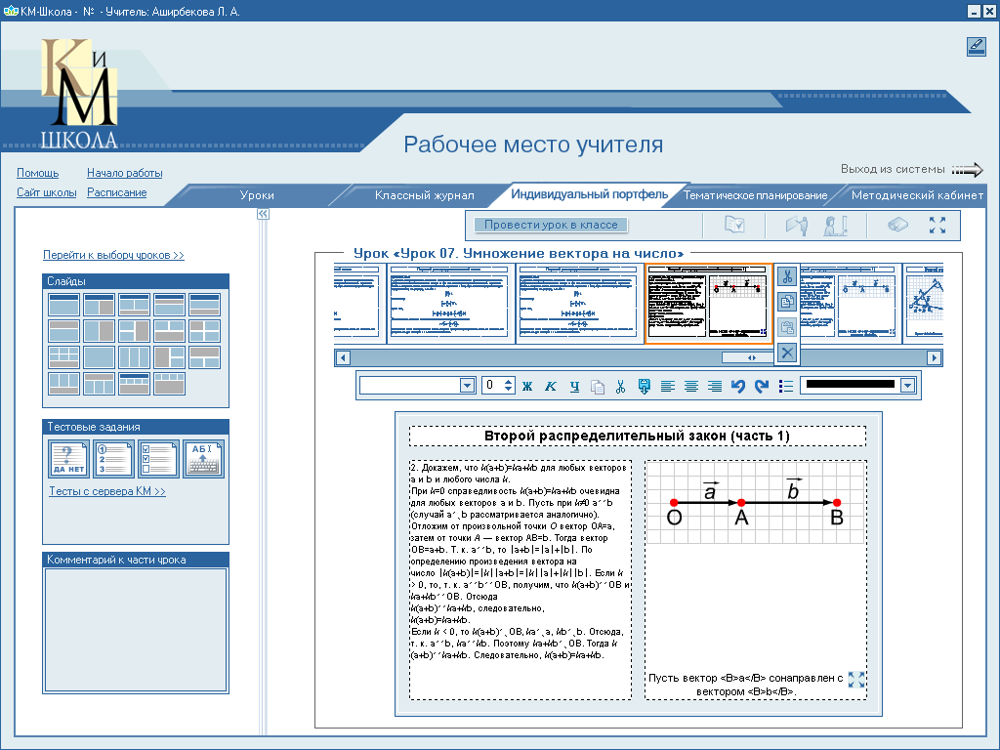 КМ-Школа - № - Учитель: Аширбекова Л. А.
КиМ
ШКОЛА
Рабочее место учителя
Помощь Начало работы
Сайт школы Расписание
Выход из системы
Уроки
Классный журнал
Индивидуальный портфель
Тематическое планирование
Методический кабинет
Провести урок в классе
Перейти к выбору уроков >>
Слайды
Тестовые задания
?
ДА НЕТ
1
2
3
АБ
Тесты с сервера КМ >>
Комментарий к части урока
Урок «Урок 07. Умножение вектора на число»
0 Ж К Ч
Второй распределительный закон (часть 1)
2. Докажем, что k(a+b)=ka+kb для любых векторов
a и b и любого числа k.
При k=0 справедливость k(a+b)=ka+kb очевидна
для любых векторов a и b. Пусть при k≠0 a´´b
(случай a´¸b рассматривается аналогично).
Отложим от произвольной точки O вектор OA=a,
затем от точки A — вектор AB=b. Тогда вектор
OB=a+b. Т. к. a´´b, то |a+b|=|a|+|b|. По
определению произведения вектора на
число |k(a+b)|=|k||a+b|=|k||a|+|k||b|. Если k
> 0, то, т. к. a´´b´´OB, получим, что k(a+b)´´OB и
ka+kb´´OB. Отсюда
k(a+b)´´ka+kb, следовательно,
k(a+b)=ka+kb.
Если k < 0, то k(a+b)´¸OB, ka´¸a, kb´¸b. Отсюда,
т. к. a´´b, ka´´kb. Поэтому ka+kb´¸OB. Тогда k
(a+b)´´ka+kb. Следовательно, k(a+b)=ka+kb.
a b
O A B
Пусть вектор <B>a</B> сонаправлен с
вектором <B>b</B>.